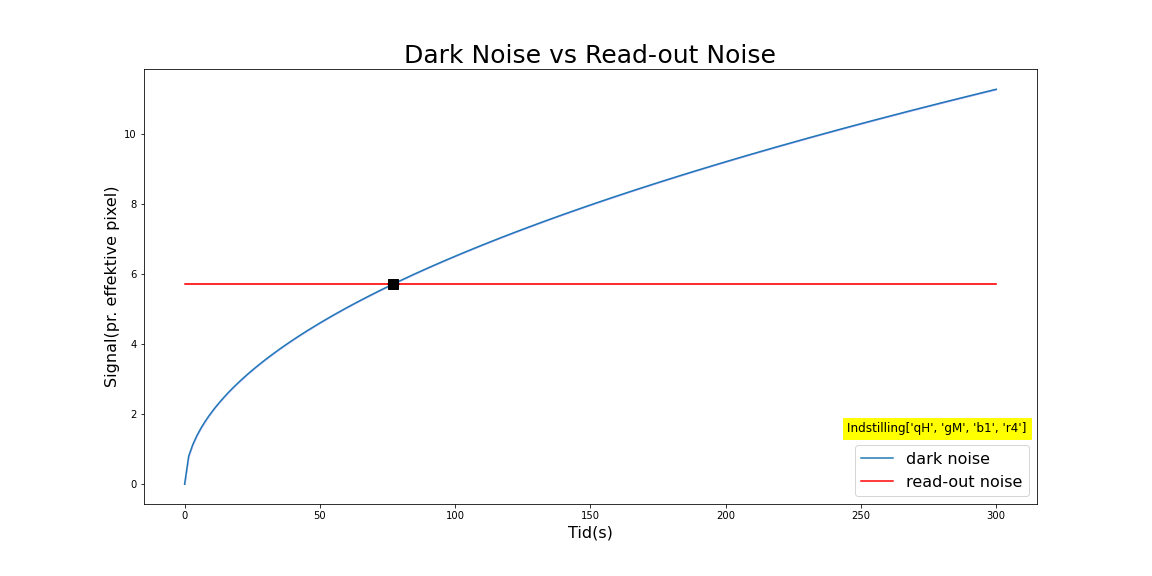 Dark Noise vs Read-out Noise
Signal(pr. effektive pixel)
10
8
6
4
2
0
Indstilling['qH', 'gM', 'b1', 'r4']
dark noise
read-out noise
0 50 100 150 200 250 300
Tid(s)